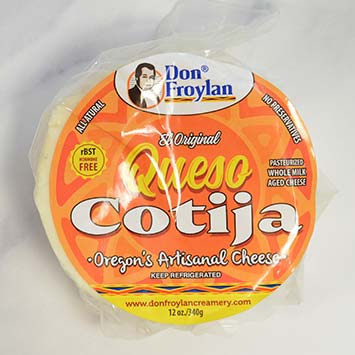 Don®
Froylan
ALL NATURAL
NO PRESERVATIVES
El Original
rBST
HORMONE
FREE
Queso
PASTEURIZED
WHOLE MILK
AGED CHEESE
Cotija
• Oregon's Artisanal Cheese •
KEEP REFRIGERATED
www.donfroylancreamery.com
12 oz./340g